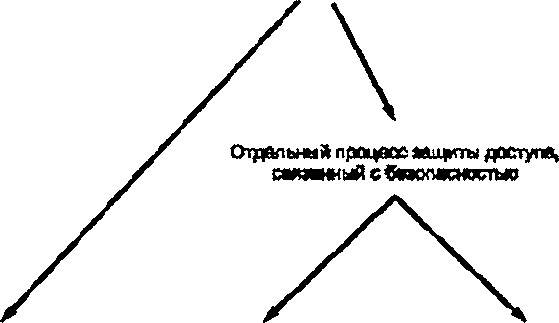 Отдельный процесс защиты доступа,
связанный с безопасностью